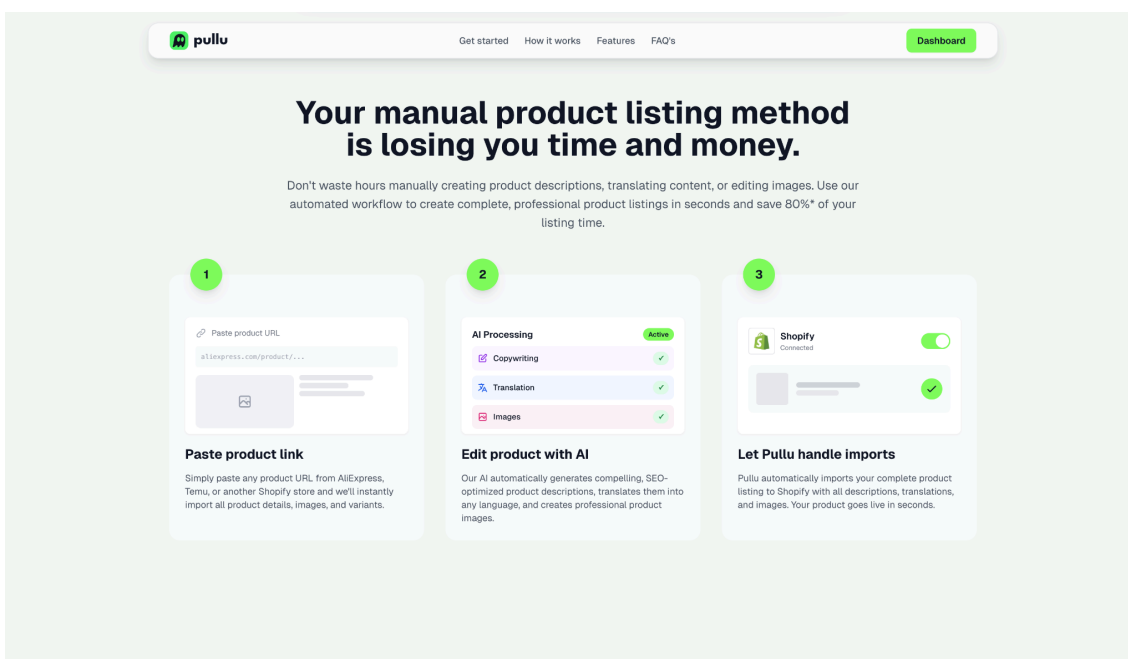 pullu
Get started How it works Features FAQ's
Dashboard
Your manual product listing method
is losing you time and money.
Don't waste hours manually creating product descriptions, translating content, or editing images. Use our
automated workflow to create complete, professional product listings in seconds and save 80%* of your
listing time.
1
Paste product URL
aliexpress.com/product/...
Paste product link
Simply paste any product URL from AliExpress,
Temu, or another Shopify store and we'll instantly
import all product details, images, and variants.
2
AI Processing
Active
Copywriting
Translation
Images
Edit product with AI
Our AI automatically generates compelling, SEO-
optimized product descriptions, translates them into
any language, and creates professional product
images.
3
Shopify
Connected
Let Pullu handle imports
Pullu automatically imports your complete product
listing to Shopify with all descriptions, translations,
and images. Your product goes live in seconds.